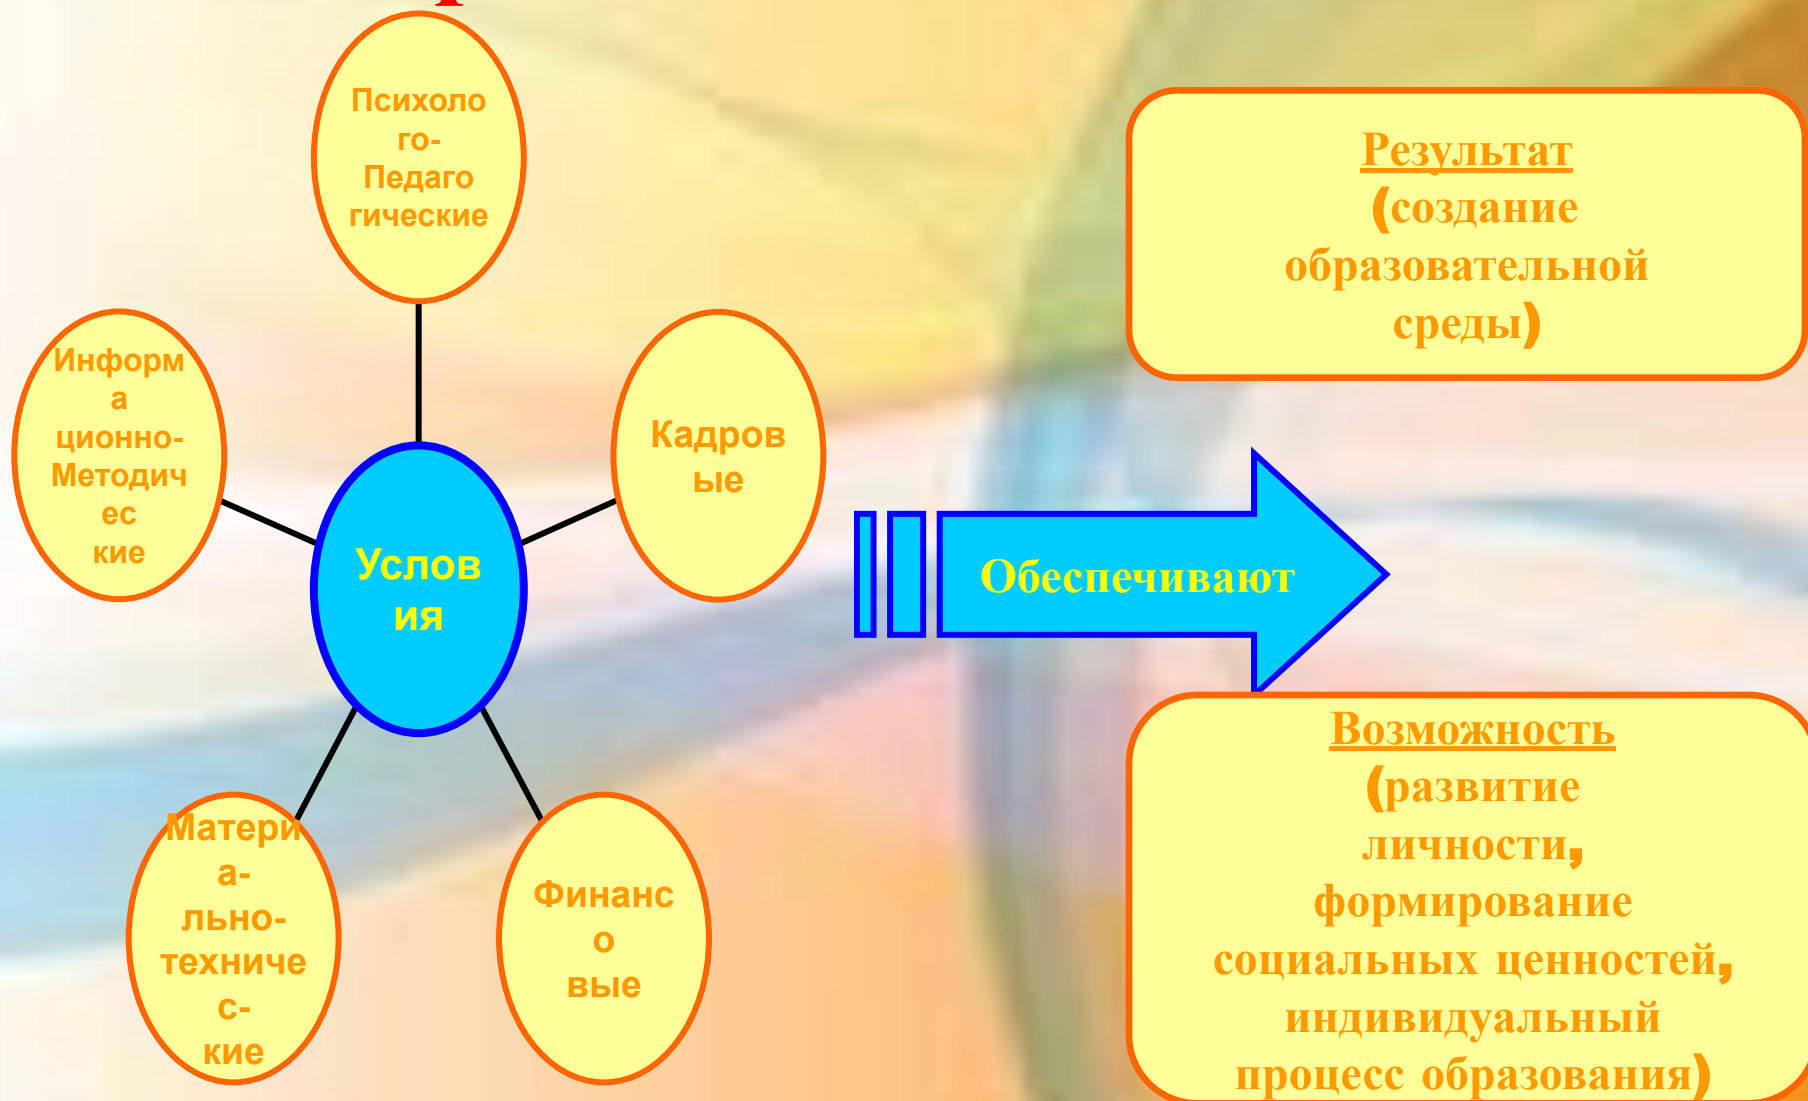 Психоло
го-
Педаго
гические
Информ
а
ционно-
Методич
ес
кие
Кадров
ые
Услов
ия
Матери
а-
льно-
техниче
с-
кие
Финанс
о
вые
Обеспечивают
Результат
(создание
образовательной
среды)
Возможность
(развитие
личности,
формирование
социальных ценностей,
индивидуальный
процесс образования)